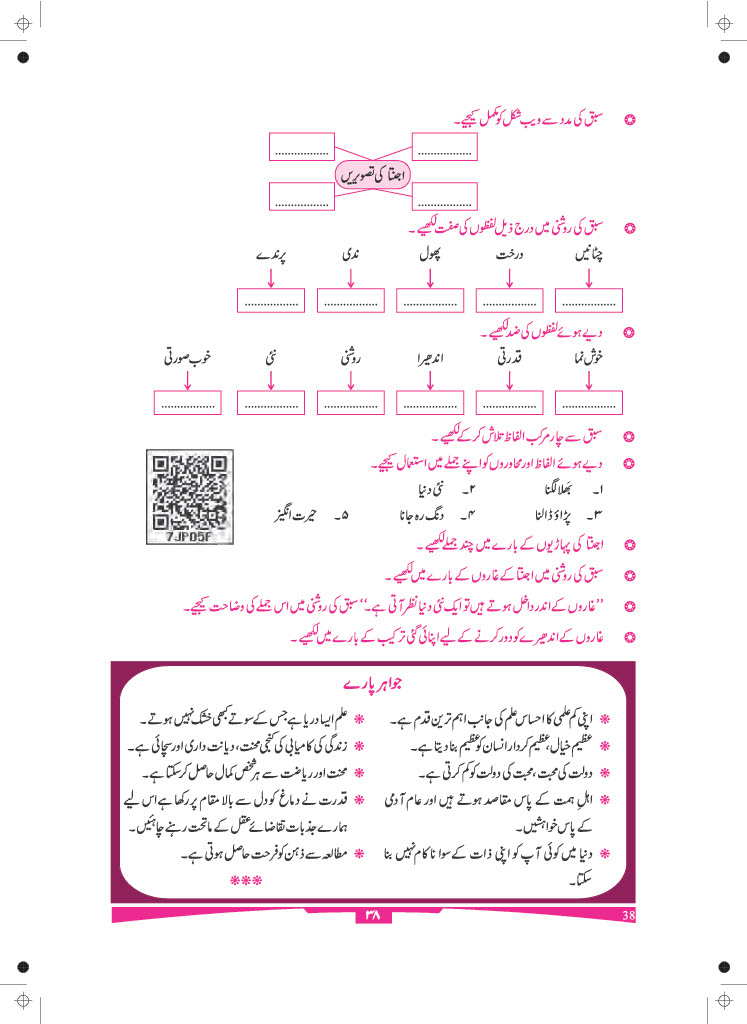 سبق کی مدد سے ویب شکل کو مکمل کیجیے۔
................ ................
اجنتا کی تصویریں
................ ................
سبق کی روشنی میں درج ذیل لفظوں کی صفت لکھیے۔
چٹانیں درخت پھول ندی پرندے
................ ................ ................ ................ ................
دیے ہوئے لفظوں کی ضد لکھیے۔
خوش نما قدرتی اندھیرا روشنی نئی خوب صورتی
................ ................ ................ ................ ................ ................
سبق سے چار مرکب الفاظ تلاش کرکے لکھیے۔
دیے ہوئے الفاظ اور محاوروں کو اپنے جملے میں استعمال کیجیے۔
۱۔ بَھلا لگنا ۲۔ نئی دنیا
۳۔ پڑاؤ ڈالنا ۴۔ دنگ رہ جانا ۵۔ حیرت انگیز
7JPD5F
اجنتا کی پہاڑیوں کے بارے میں چند جملے لکھیے۔
سبق کی روشنی میں اجنتا کے غاروں کے بارے میں لکھیے۔
’’غاروں کے اندر داخل ہوتے ہیں تو ایک نئی دنیا نظر آتی ہے۔‘‘ سبق کی روشنی میں اس جملے کی وضاحت کیجیے۔
غاروں کے اندھیرے کو دور کرنے کے لیے اپنائی گئی ترکیب کے بارے میں لکھیے۔
جواہر پارے
اپنی کم علمی کا احساس علم کی جانب اہم ترین قدم ہے۔
عظیم خیال، عظیم کردار انسان کو عظیم بنا دیتا ہے۔
دولت کی محبت، محبت کی دولت کو کم کرتی ہے۔
اہلِ ہمت کے پاس مقاصد ہوتے ہیں اور عام آدمی
کے پاس خواہشیں۔
دنیا میں کوئی آپ کو اپنی ذات کے سوا ناکام نہیں بنا
سکتا۔
علم ایسا دریا ہے جس کے سوتے کبھی خشک نہیں ہوتے۔
زندگی کی کامیابی کی کنجی محنت، دیانت داری اور سچائی ہے۔
محنت اور ریاضت سے ہر شخص کمال حاصل کرسکتا ہے۔
قدرت نے دماغ کو دل سے بالا مقام پر رکھا ہے اس لیے
ہمارے جذبات تقاضائے عقل کے ماتحت رہنے چاہئیں۔
مطالعہ سے ذہن کو فرحت حاصل ہوتی ہے۔
۳۸
38